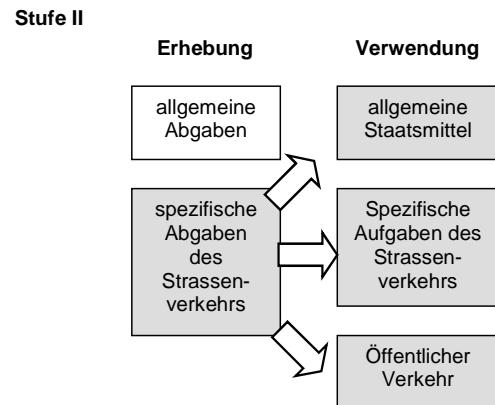 Stufe II
Erhebung
Verwendung
allgemeine
Abgaben
allgemeine
Staatsmittel
spezifische
Abgaben
des
Strassen-
verkehrs
Spezifische
Aufgaben des
Strassen-
verkehrs
Öffentlicher
Verkehr